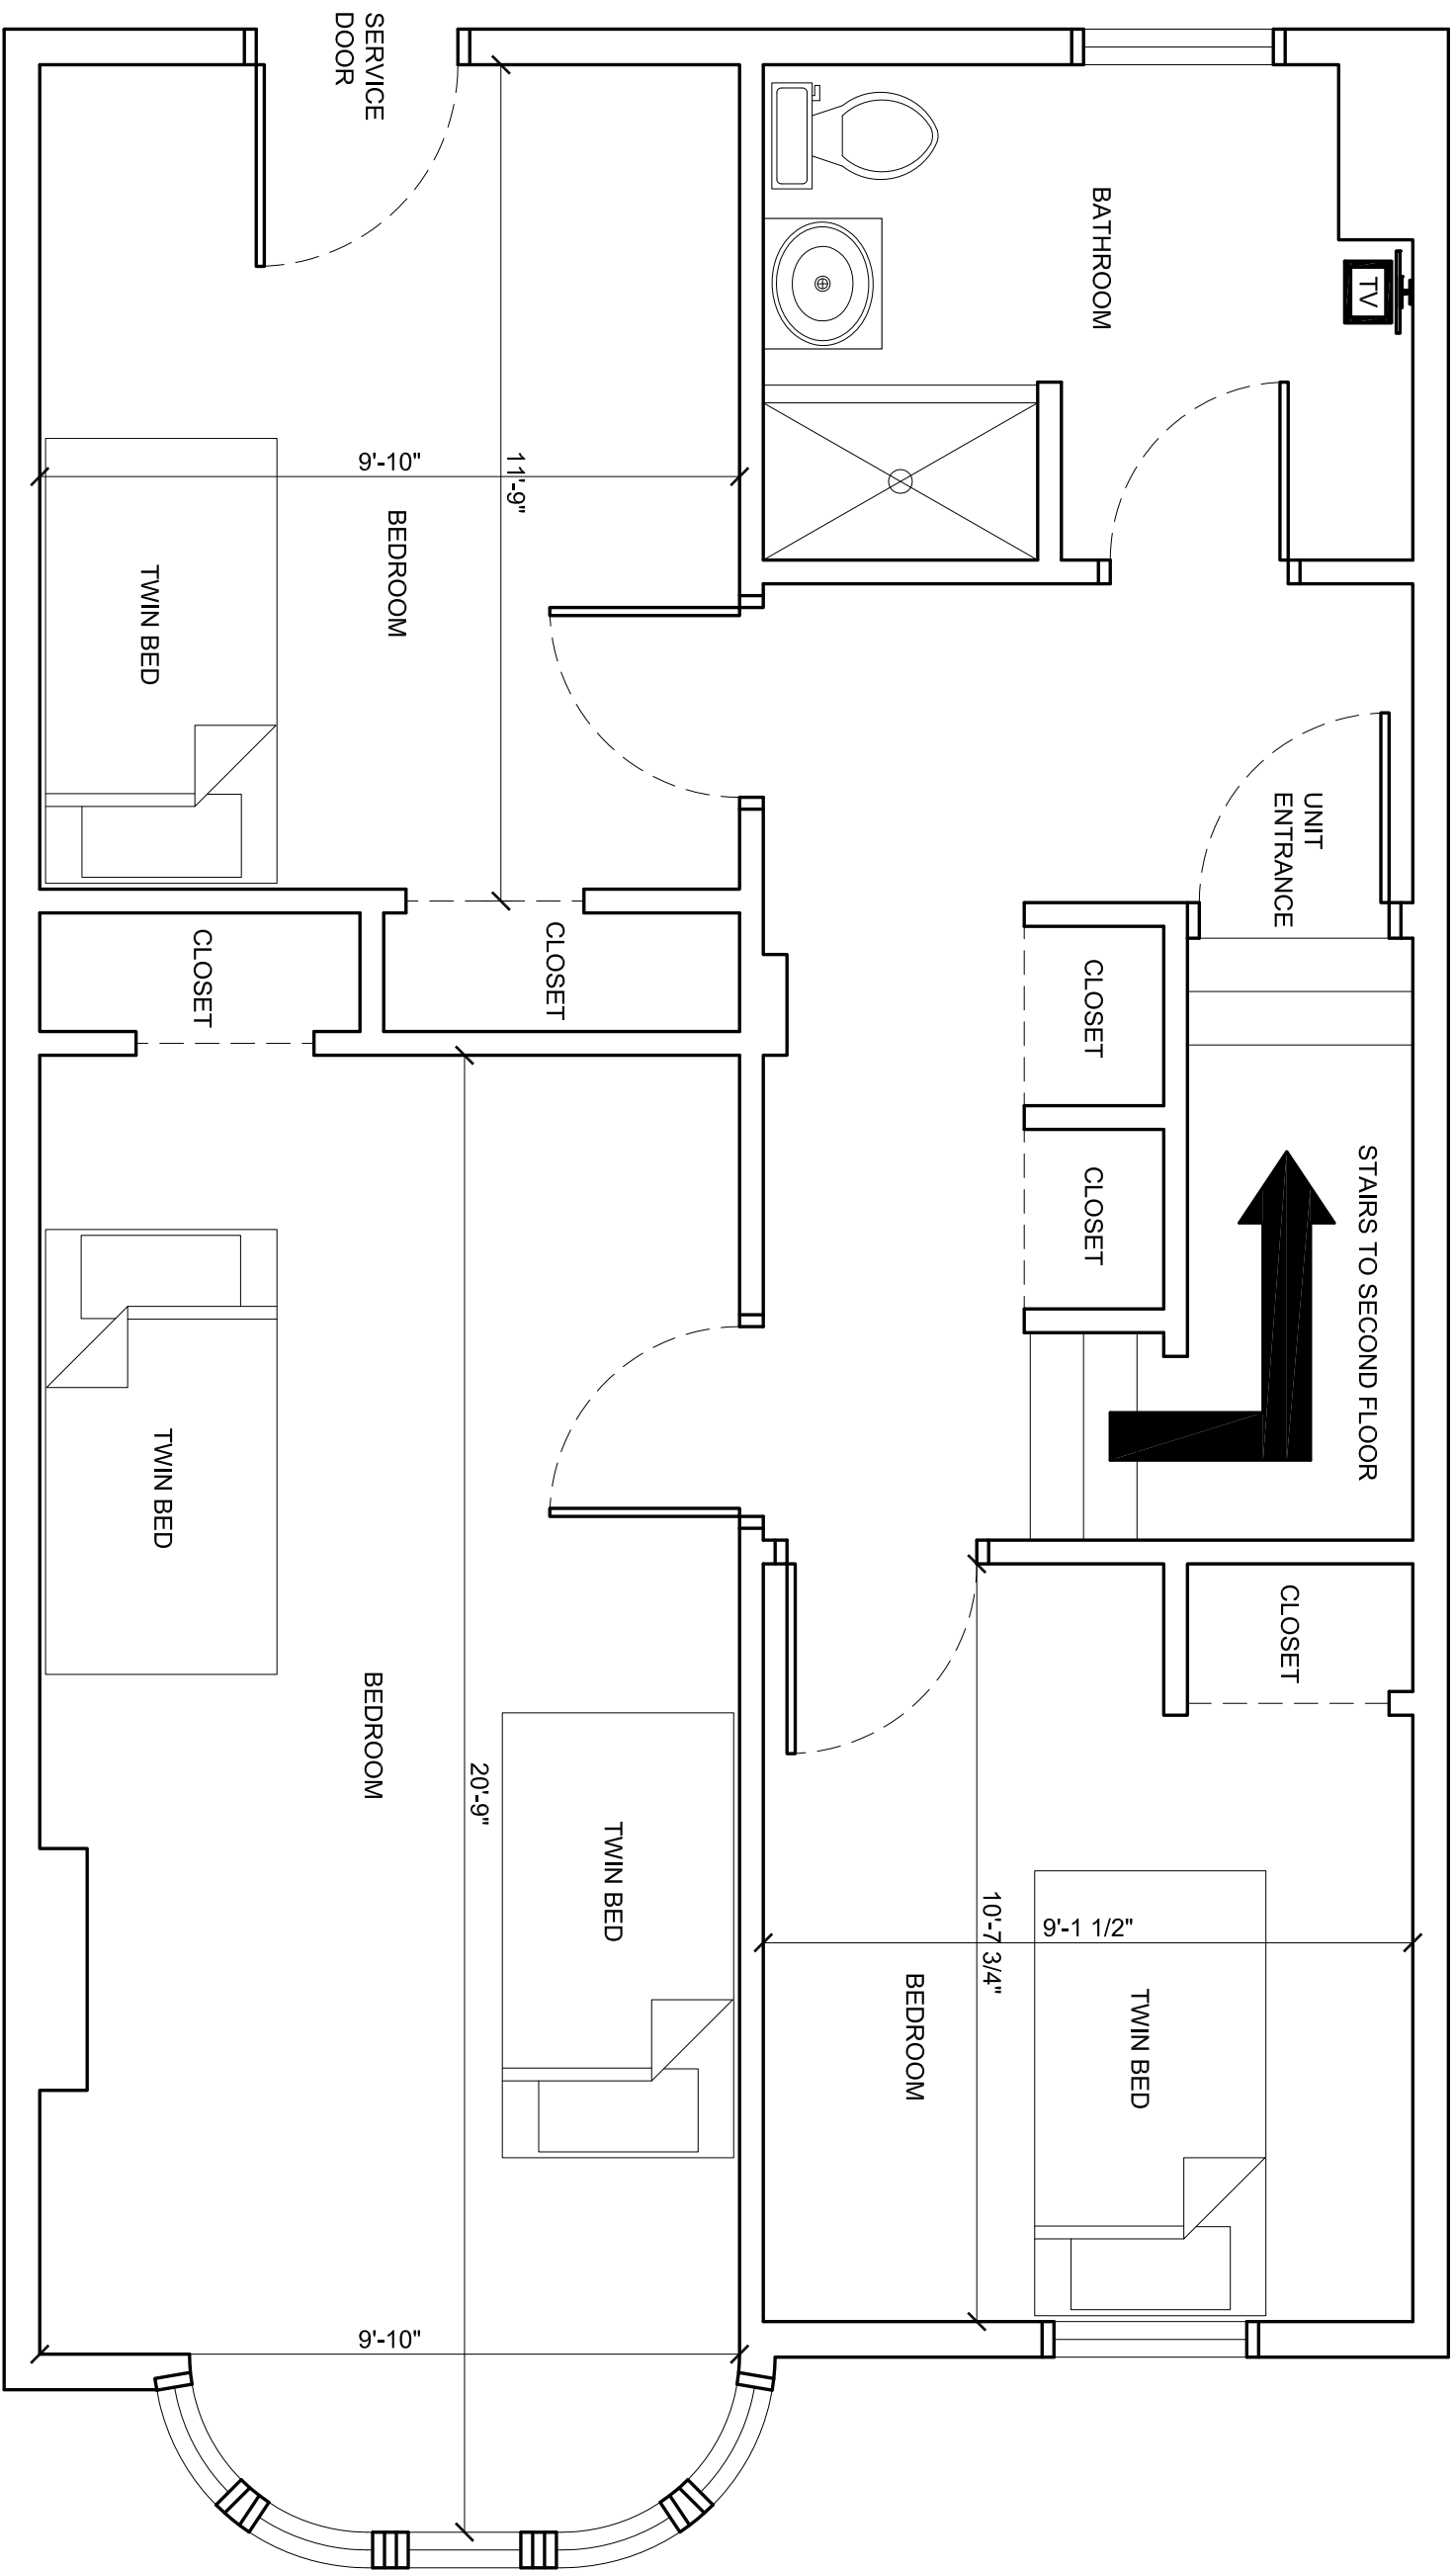 SERVICE
DOOR
BATHROOM
TV
9'-10"
11'-9"
BEDROOM
TWIN BED
UNIT
ENTRANCE
CLOSET
CLOSET
CLOSET
CLOSET
STAIRS TO SECOND FLOOR
TWIN BED
BEDROOM
20'-9"
TWIN BED
9'-10"
CLOSET
10'-7 3/4"
9'-1 1/2"
BEDROOM
TWIN BED